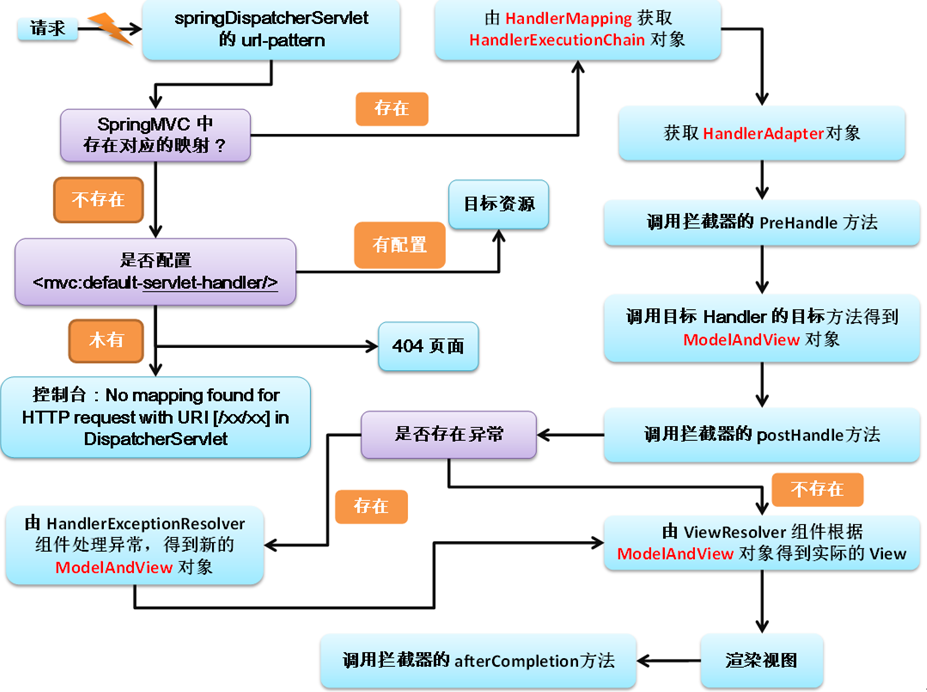 请求
springDispatcherServlet
的 url-pattern
由 HandlerMapping 获取
HandlerExecutionChain 对象
SpringMVC 中
存在对应的映射？
存在
获取 HandlerAdapter对象
不存在
目标资源
调用拦截器的 PreHandle 方法
是否配置
<mvc:default-servlet-handler/>
有配置
调用目标 Handler 的目标方法得到
ModelAndView 对象
木有
404 页面
控制台：No mapping found for
HTTP request with URI [/xx/xx] in
DispatcherServlet
是否存在异常
调用拦截器的 postHandle方法
存在
不存在
由 HandlerExceptionResolver
组件处理异常，得到新的
ModelAndView 对象
由 ViewResolver 组件根据
ModelAndView 对象得到实际的 View
调用拦截器的 afterCompletion方法
渲染视图